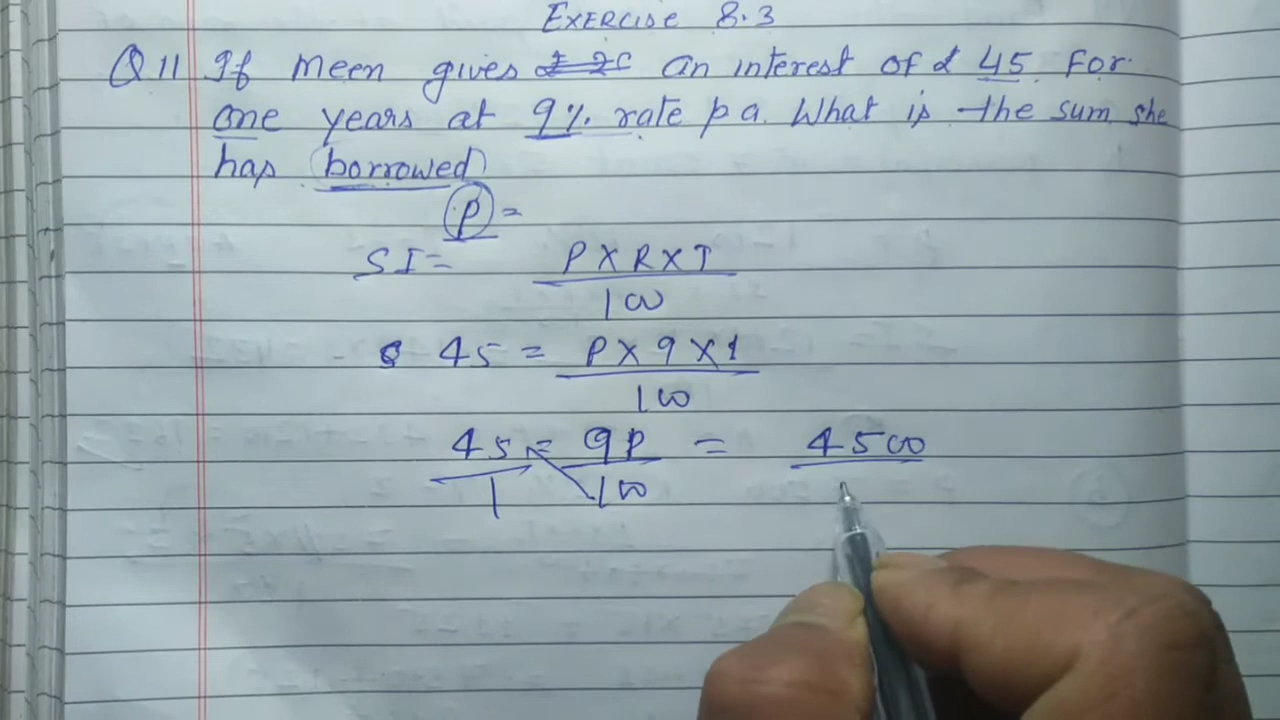 EXERCISE 8.3
Q 11 If Meen gives an interest of ₹ 45 For
one years at 9% rate p a. What is the sum she
has borrowed
P =
SI = P X R X T
100
45 = P X 9 X 1
100
45 = 9P = 4500
1 100